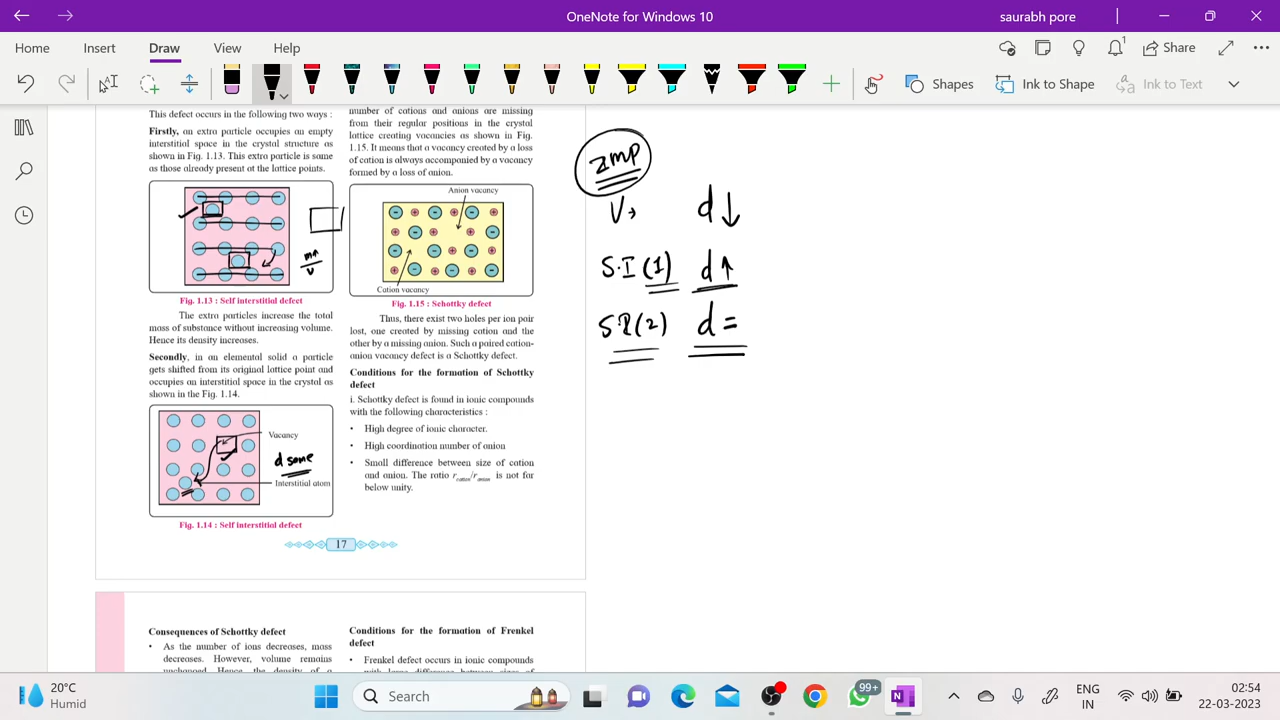 OneNote for Windows 10
saurabh pore
Home
Insert
Draw
View
Help
Share
Shapes
Ink to Shape
Ink to Text
This defect occurs in the following two ways :
Firstly, an extra particle occupies an empty
interstitial space in the crystal structure as
shown in Fig. 1.13. This extra particle is same
as those already present at the lattice points.
Fig. 1.13 : Self interstitial defect
The extra particles increase the total
mass of substance without increasing volume.
Hence its density increases.
Secondly, in an elemental solid a particle
gets shifted from its original lattice point and
occupies an interstitial space in the crystal as
shown in the Fig. 1.14.
Vacancy
d same
Interstitial atom
Fig. 1.14 : Self interstitial defect
number of cations and anions are missing
from their regular positions in the crystal
lattice creating vacancies as shown in Fig.
1.15. It means that a vacancy created by a loss
of cation is always accompanied by a vacancy
formed by a loss of anion.
Anion vacancy
Cation vacancy
Fig. 1.15 : Schottky defect
Thus, there exist two holes per ion pair
lost, one created by missing cation and the
other by a missing anion. Such a paired cation-
anion vacancy defect is a Schottky defect.
Conditions for the formation of Schottky
defect
i. Schottky defect is found in ionic compounds
with the following characteristics :
• High degree of ionic character.
• High coordination number of anion
• Small difference between size of cation
and anion. The ratio r cation/r anion is not far
below unity.
m↑
V
Imp
V→ d↓
S.I (1) d↑
d =
17
Consequences of Schottky defect
• As the number of ions decreases, mass
decreases. However, volume remains
unchanged. Hence, the density of a
Conditions for the formation of Frenkel
defect
• Frenkel defect occurs in ionic compounds
with large difference between sizes of
20°C
Humid
Search
99+
ENG
IN
02:54
22-03-2023